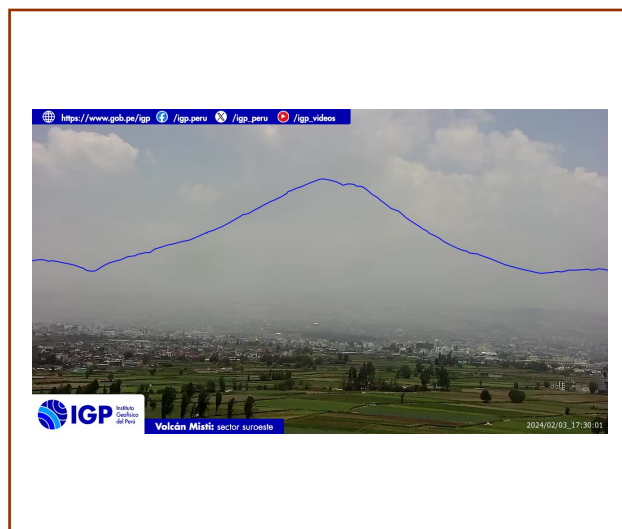 https://www.gob.pe/igp /igp.peru /igp_peru /igp_videos
IGP Instituto
Geofísico
del Perú
Volcán Misti: sector suroeste
2024/02/03_17:30:01